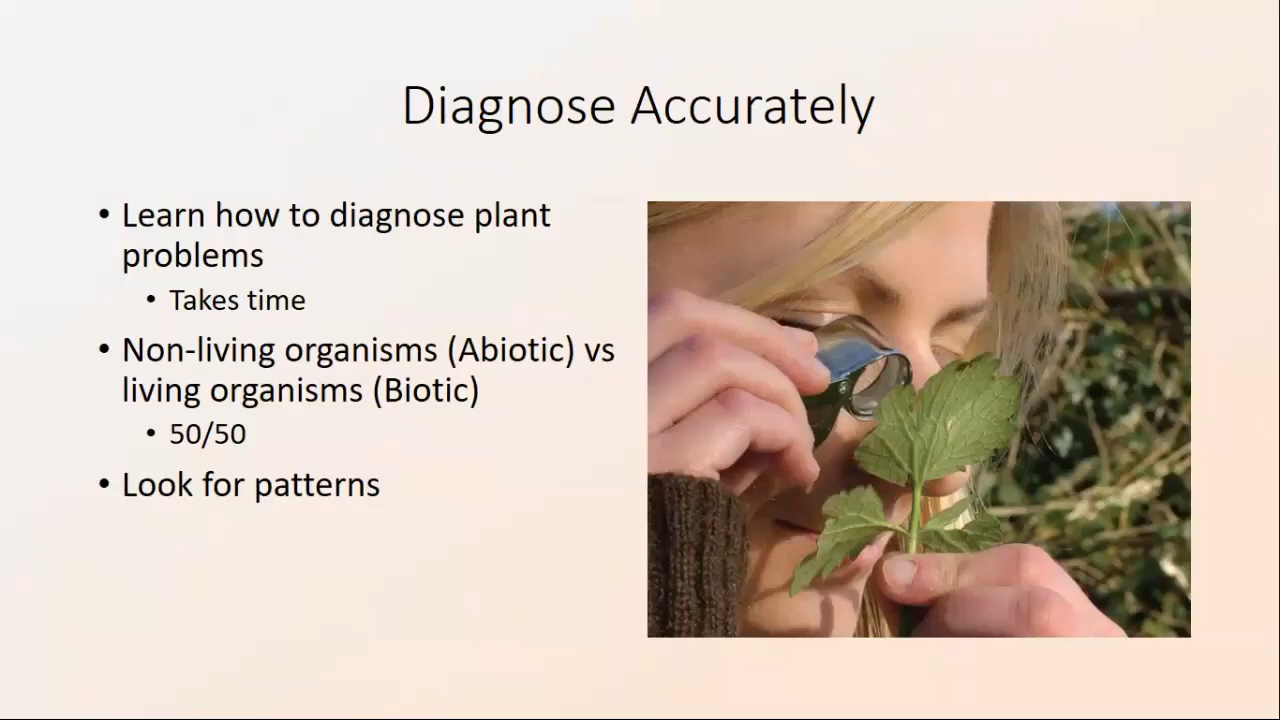 Diagnose Accurately
• Learn how to diagnose plant
problems
• Takes time
• Non-living organisms (Abiotic) vs
living organisms (Biotic)
• 50/50
• Look for patterns